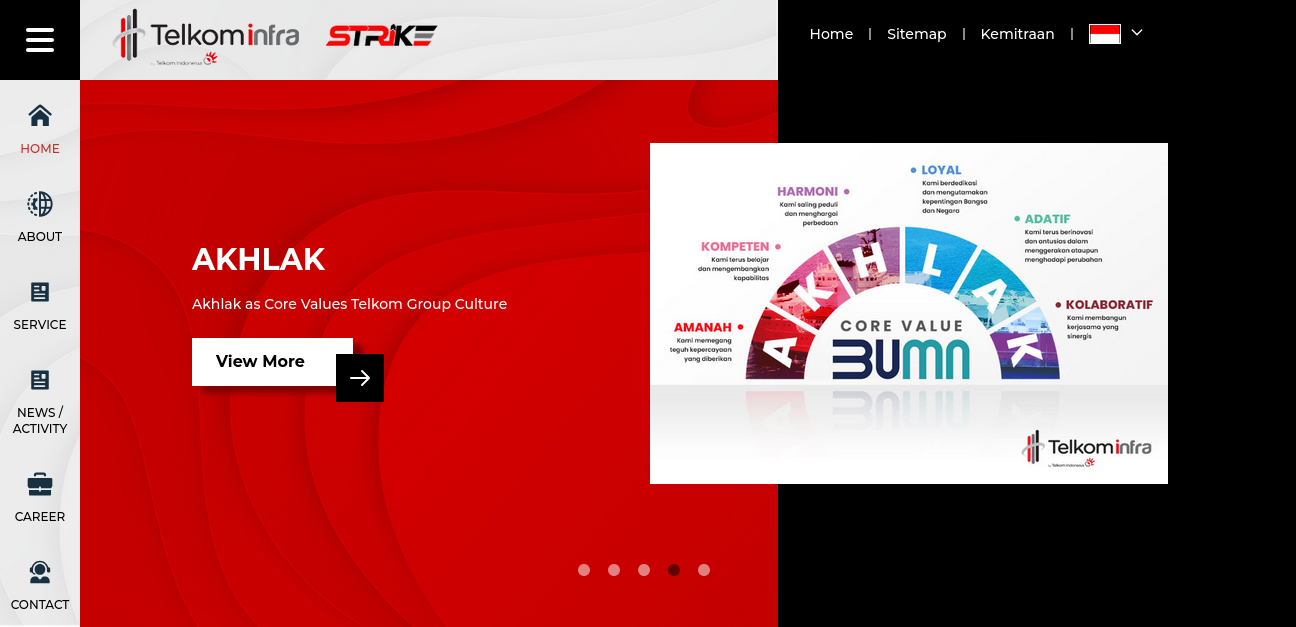 Telkominfra
by Telkom Indonesia
STRiKE
Home
Sitemap
Kemitraan
HOME
ABOUT
SERVICE
NEWS /
ACTIVITY
CAREER
CONTACT
AKHLAK
Akhlak as Core Values Telkom Group Culture
View More
AMANAH
Kami memegang
teguh kepercayaan
yang diberikan
KOMPETEN
Kami terus belajar
dan mengembangkan
kapabilitas
HARMONI
Kami saling peduli
dan menghargai
perbedaan
LOYAL
Kami berdedikasi
dan mengutamakan
kepentingan Bangsa
dan Negara
ADATIF
Kami terus berinovasi
dan antusias dalam
menggerakan ataupun
menghadapi perubahan
KOLABORATIF
Kami membangun
kerjasama yang
sinergis
AKHLAK
CORE VALUE
BUMN
Telkominfra
by Telkom Indonesia